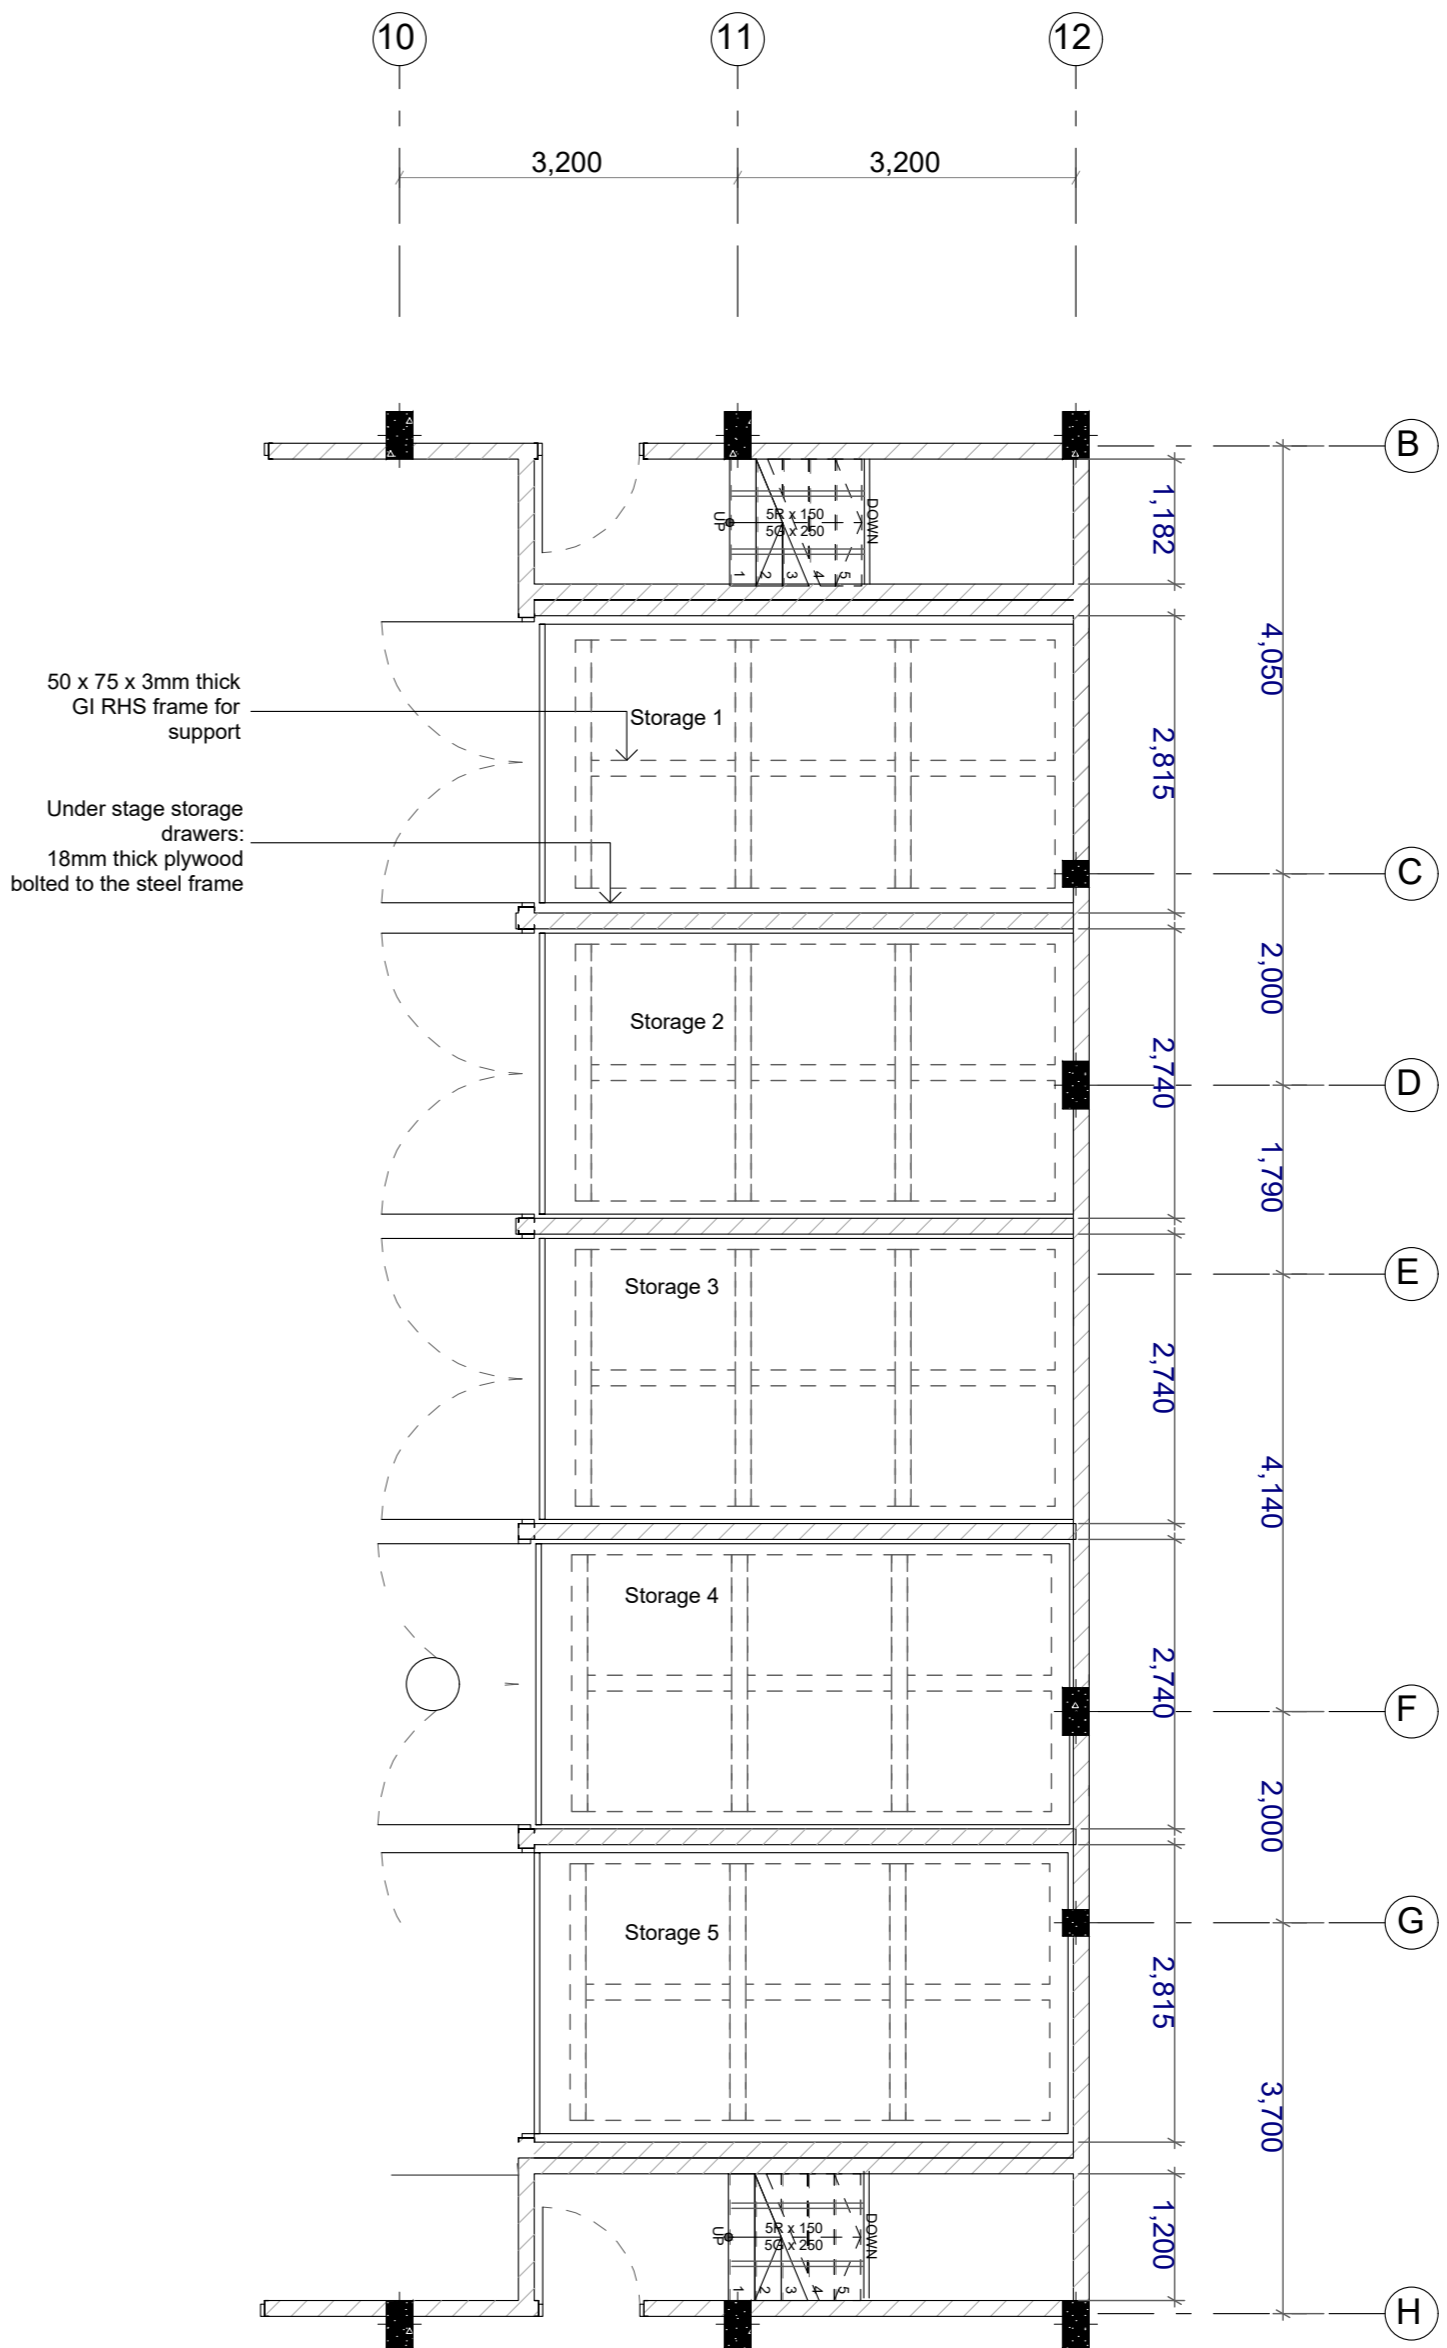 10
11
12
3,200
3,200
B
1,182
UP
5R x 150
5G x 250
DOWN
1
2
3
4
5
4,050
50 x 75 x 3mm thick
GI RHS frame for
support
Storage 1
2,815
Under stage storage
drawers:
18mm thick plywood
bolted to the steel frame
C
2,000
Storage 2
2,740
D
1,790
E
Storage 3
2,740
4,140
Storage 4
2,740
F
2,000
G
Storage 5
2,815
3,700
UP
5R x 150
5G x 250
DOWN
1
2
3
4
5
1,200
H